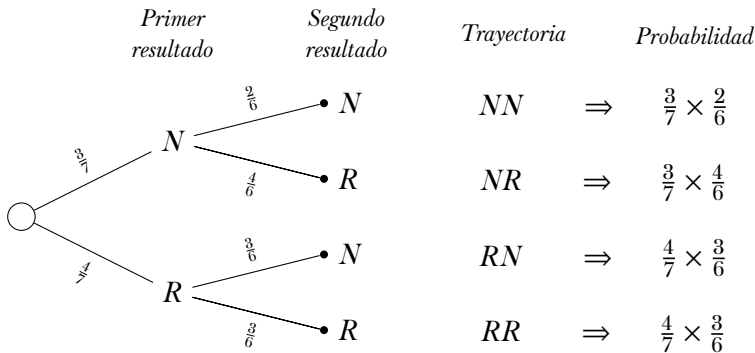 Primer resultado
Segundo resultado
Trayectoria
Probabilidad
3/7
N
2/6
N
NN ⇒ 3/7 × 2/6
4/6
R
NR ⇒ 3/7 × 4/6
4/7
R
3/6
N
RN ⇒ 4/7 × 3/6
3/6
R
RR ⇒ 4/7 × 3/6